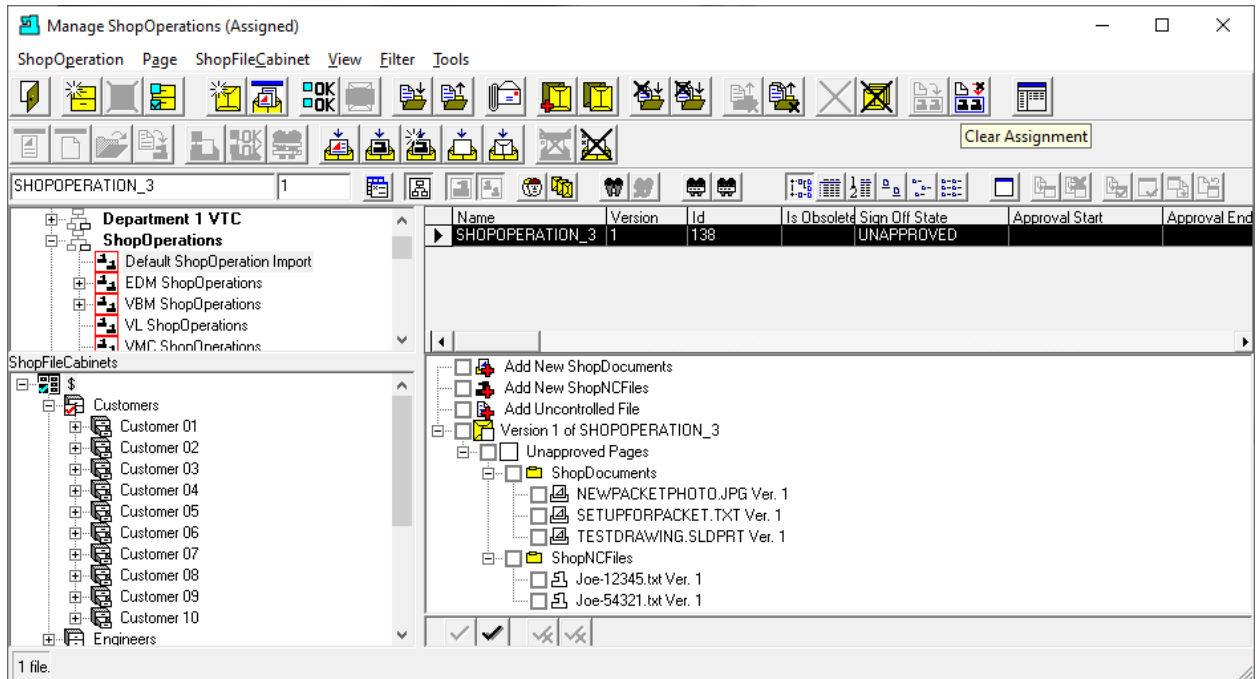 Manage ShopOperations (Assigned)
ShopOperation Page ShopFileCabinet View Filter Tools
OK
OK
Clear Assignment
SHOPOPERATION_3 1
Department 1 VTC
ShopOperations
Default ShopOperation Import
EDM ShopOperations
VBM ShopOperations
VL ShopOperations
VMC ShopOperations
Name Version Id Is Obsolete Sign Off State Approval Start Approval End
SHOPOPERATION_3 1 138 UNAPPROVED
ShopFileCabinets
$
Customers
Customer 01
Customer 02
Customer 03
Customer 04
Customer 05
Customer 06
Customer 07
Customer 08
Customer 09
Customer 10
Engineers
Add New ShopDocuments
Add New ShopNCFiles
Add Uncontrolled File
Version 1 of SHOPOPERATION_3
Unapproved Pages
ShopDocuments
NEWPACKETPHOTO.JPG Ver. 1
SETUPFORPACKET.TXT Ver. 1
TESTDRAWING.SLDPRT Ver. 1
ShopNCFiles
Joe-12345.txt Ver. 1
Joe-54321.txt Ver. 1
1 file.